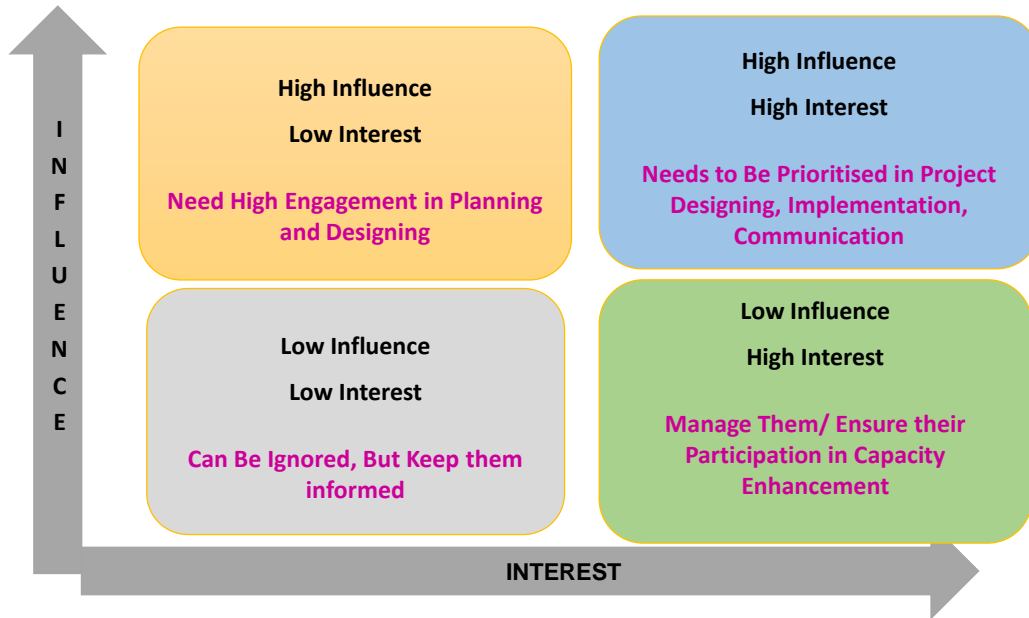 INFLUENCE
High Influence
Low Interest
Need High Engagement in Planning
and Designing
High Influence
High Interest
Needs to Be Prioritised in Project
Designing, Implementation,
Communication
Low Influence
Low Interest
Can Be Ignored, But Keep them
informed
Low Influence
High Interest
Manage Them/ Ensure their
Participation in Capacity
Enhancement
INTEREST